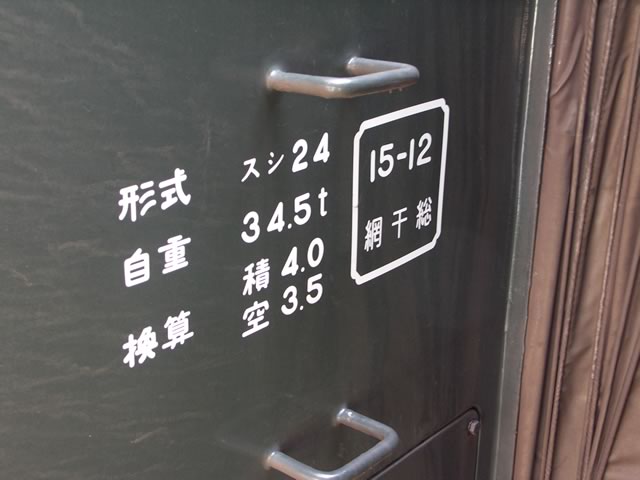 形式 スシ24
自重 34.5t
換算 積 4.0
空 3.5
15-12
網干総